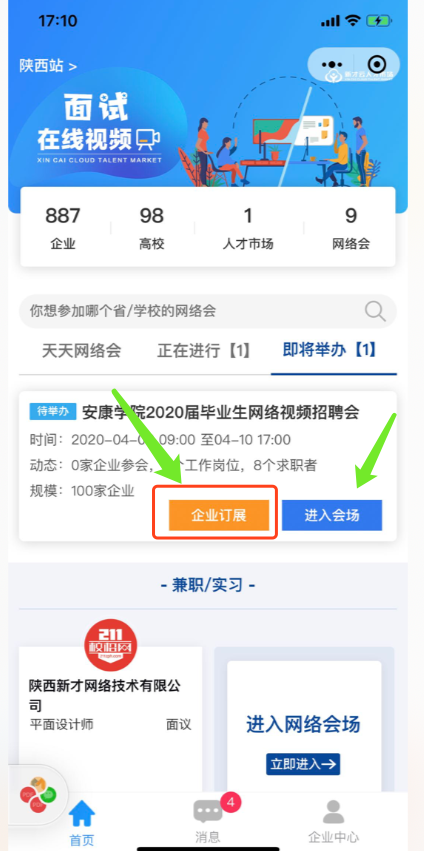 17:10
陕西站 >
面试
在线视频
XIN CAI CLOUD TALENT MARKET
887
98
1
9
企业
高校
人才市场
网络会
你想参加哪个省/学校的网络会
天天网络会
正在进行【1】
即将举办【1】
待举办 安康学院2020届毕业生网络视频招聘会
时间：2020-04-0 09:00 至04-10 17:00
动态：0家企业参会， 个工作岗位，8个求职者
规模：100家企业
企业订展
进入会场
- 兼职/实习 -
211
校招网
陕西新才网络技术有限公
司
平面设计师
面议
进入网络会场
立即进入→
4
首页
消息
企业中心